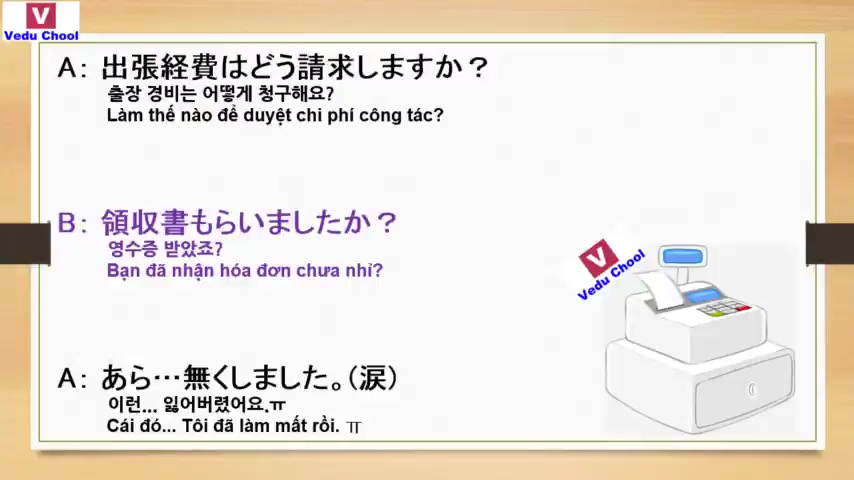 V
Vedu Chool
A: 出張経費はどう請求しますか？
출장 경비는 어떻게 청구해요?
Làm thế nào để duyệt chi phí công tác?
B: 領収書もらいましたか？
영수증 받았죠?
Bạn đã nhận hóa đơn chưa nhỉ?
V
Vedu Chool
A: あら…無くしました。（涙）
이런... 잃어버렸어요.ㅠ
Cái đó... Tôi đã làm mất rồi. ㅠ